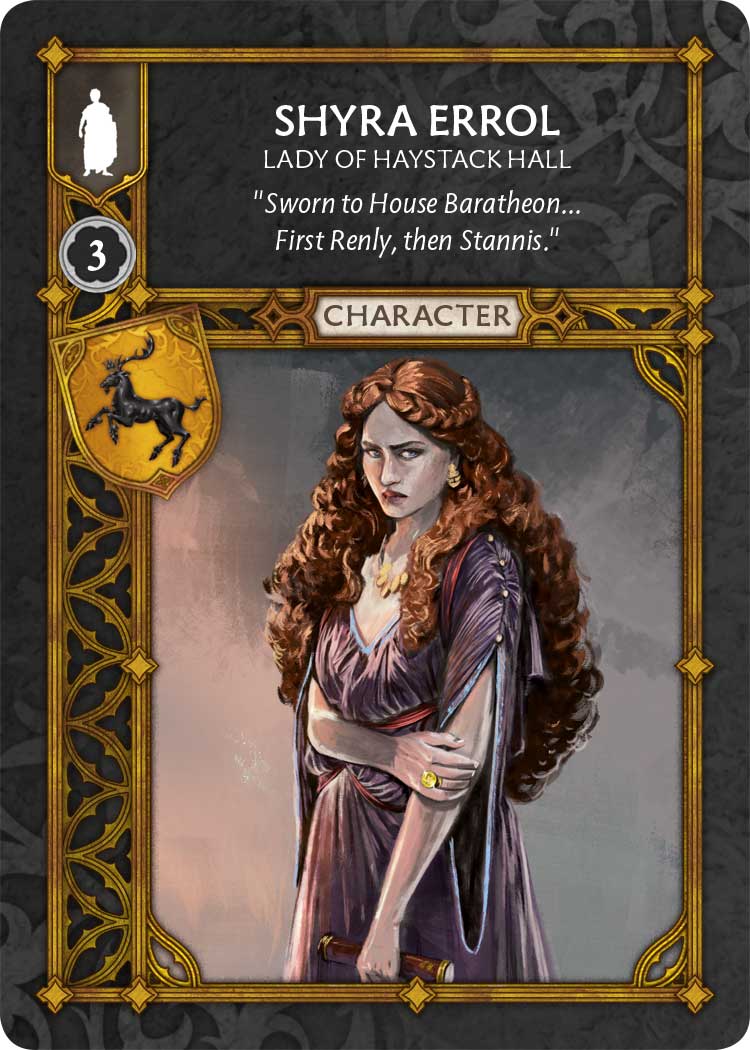 SHYRA ERROL
LADY OF HAYSTACK HALL
"Sworn to House Baratheon...
First Renly, then Stannis."
3
CHARACTER